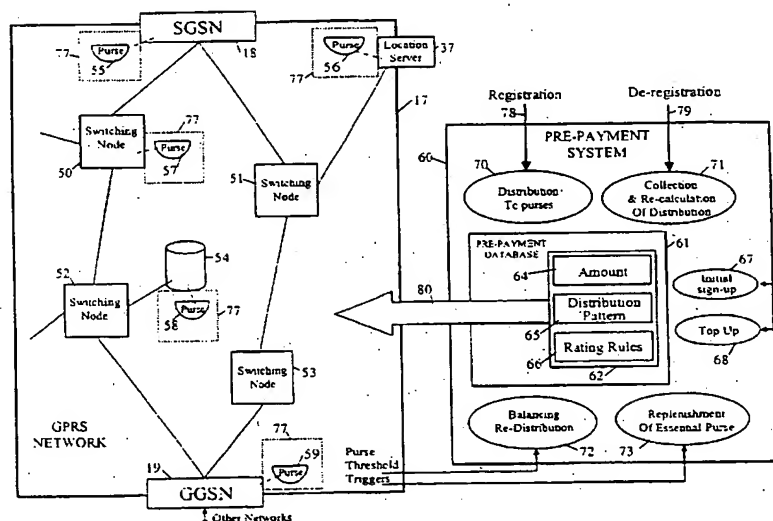 SGSN
18
77
Purse
55
77
Purse
56
Location
Server
37
17
Switching
Node
50
77
Purse
57
51
Switching
Node
54
52
Switching
Node
Purse
58
77
53
Switching
Node
GPRS
NETWORK
19
GGSN
77
Purse
59
Other Networks
Purse
Threshold
Triggers
Registration
78
De-registration
79
60
PRE-PAYMENT
SYSTEM
70
Distribution
To purses
71
Collection
& Re-calculation
Of Distribution
61
PRE-PAYMENT
DATABASE
64
Amount
65
Distribution
Pattern
66
Rating Rules
62
67
Initial
sign-up
Top Up
68
80
Balancing
Re-Distribution
72
Replenishment
Of Essential Purse
73